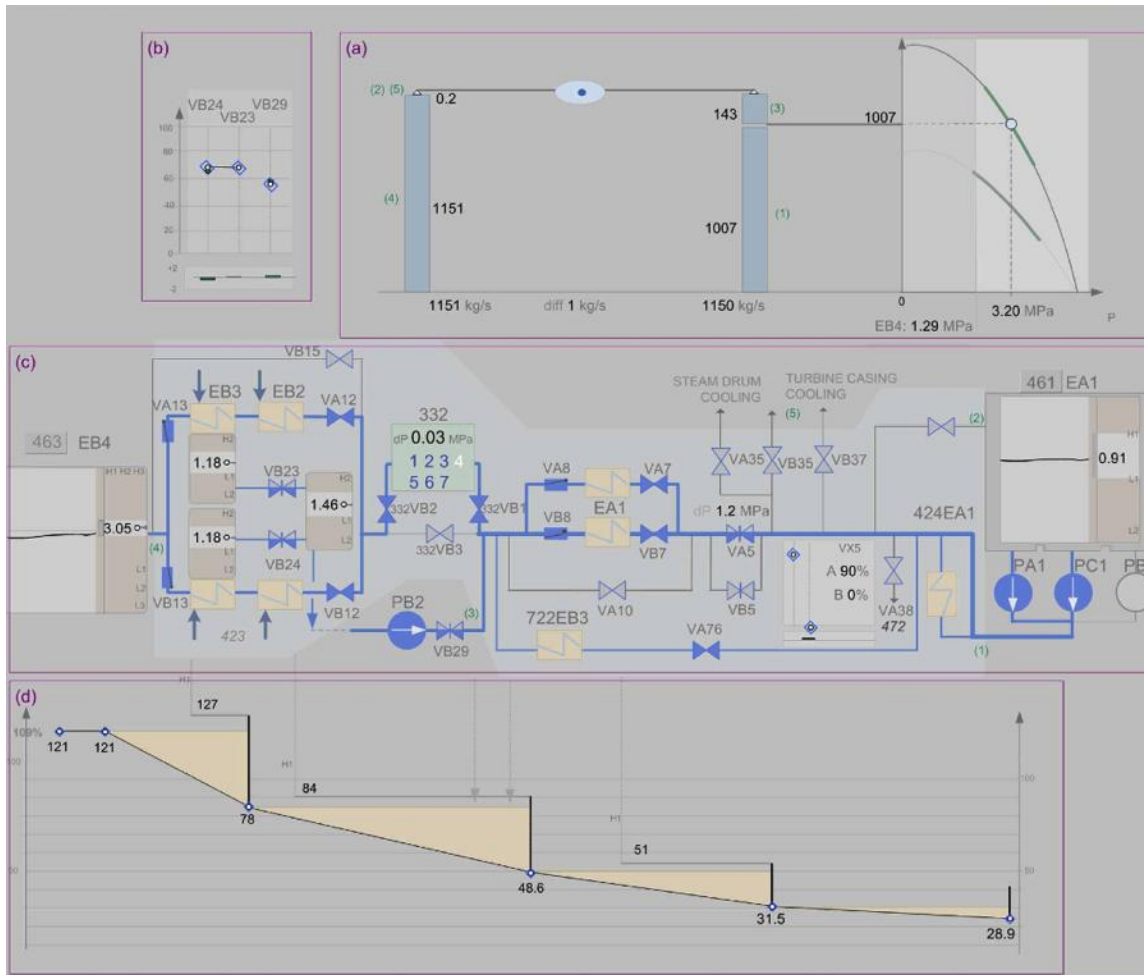 (b)
VB24
VB23
VB29
100
80
60
40
20
0
+2
-2
(a)
(2) (5)
0.2
143
(3)
1007
(4)
1151
1007
(1)
1151 kg/s
diff 1 kg/s
1150 kg/s
0
3.20 MPa
P
EB4: 1.29 MPa
(c)
VB15
463 EB4
VA13
EB3
EB2
VA12
H1 H2 H3
3.05
L1
L2
L3
(4)
H2
1.18
L1
L2
VB23
H2
1.46
L1
L2
H2
1.18
L1
L2
VB24
VB13
423
VB12
332
dP 0.03 MPa
1 2 3 4
5 6 7
332VB2
332VB1
332VB3
PB2
VB29
(3)
VA8
VA7
EA1
VB8
VB7
VA10
722EB3
VA76
STEAM DRUM
COOLING
TURBINE CASING
COOLING
(5)
VA35
VB35
VB37
dP 1.2 MPa
VA5
VB5
VX5
A 90%
B 0%
VA38
472
(2)
424EA1
(1)
461 EA1
H1
0.91
L1
L2
PA1
PC1
PB
(d)
H1
127
109%
121
121
100
H1
84
78
H1
51
50
48.6
31.5
28.9
100
50